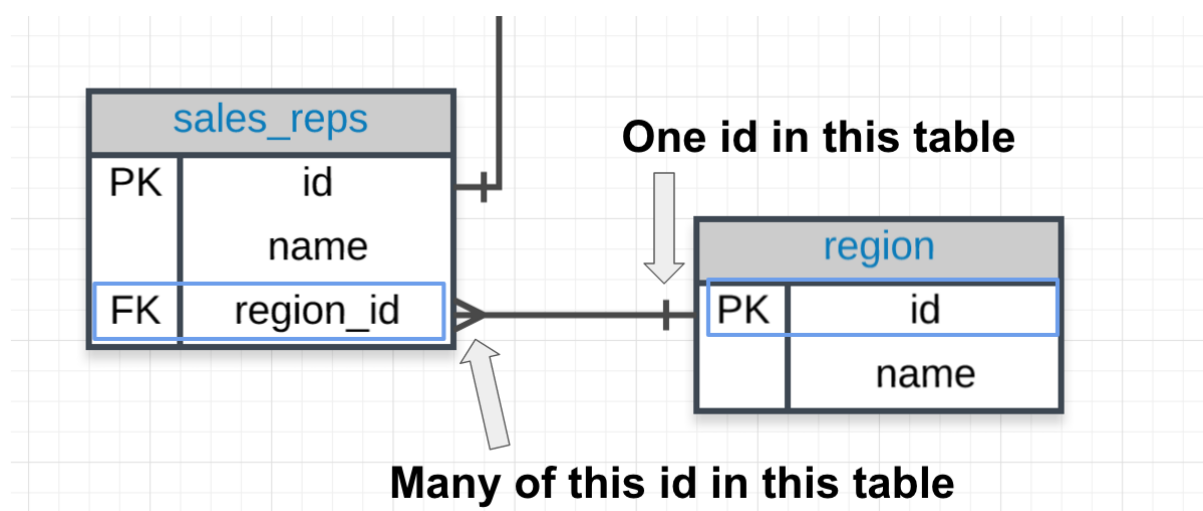 sales_reps
PK id
name
FK region_id
One id in this table
region
PK id
name
Many of this id in this table